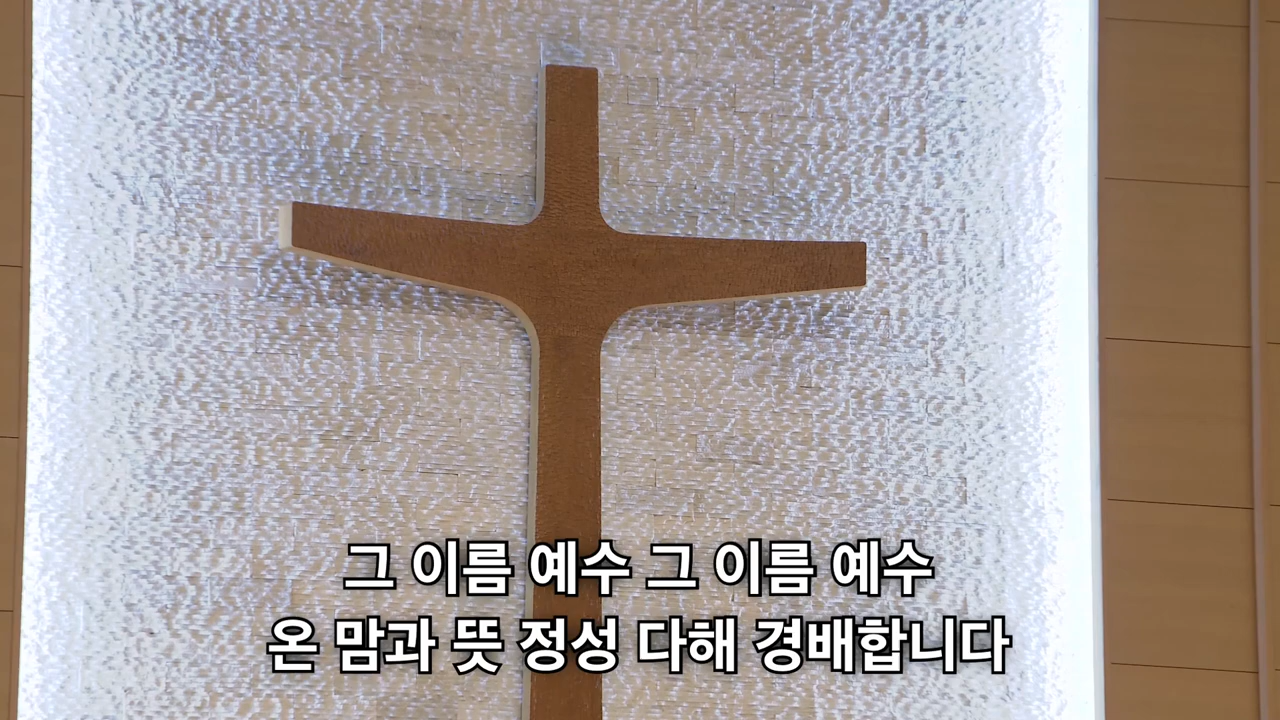 그 이름 예수 그 이름 예수
온 맘과 뜻 정성 다해 경배합니다